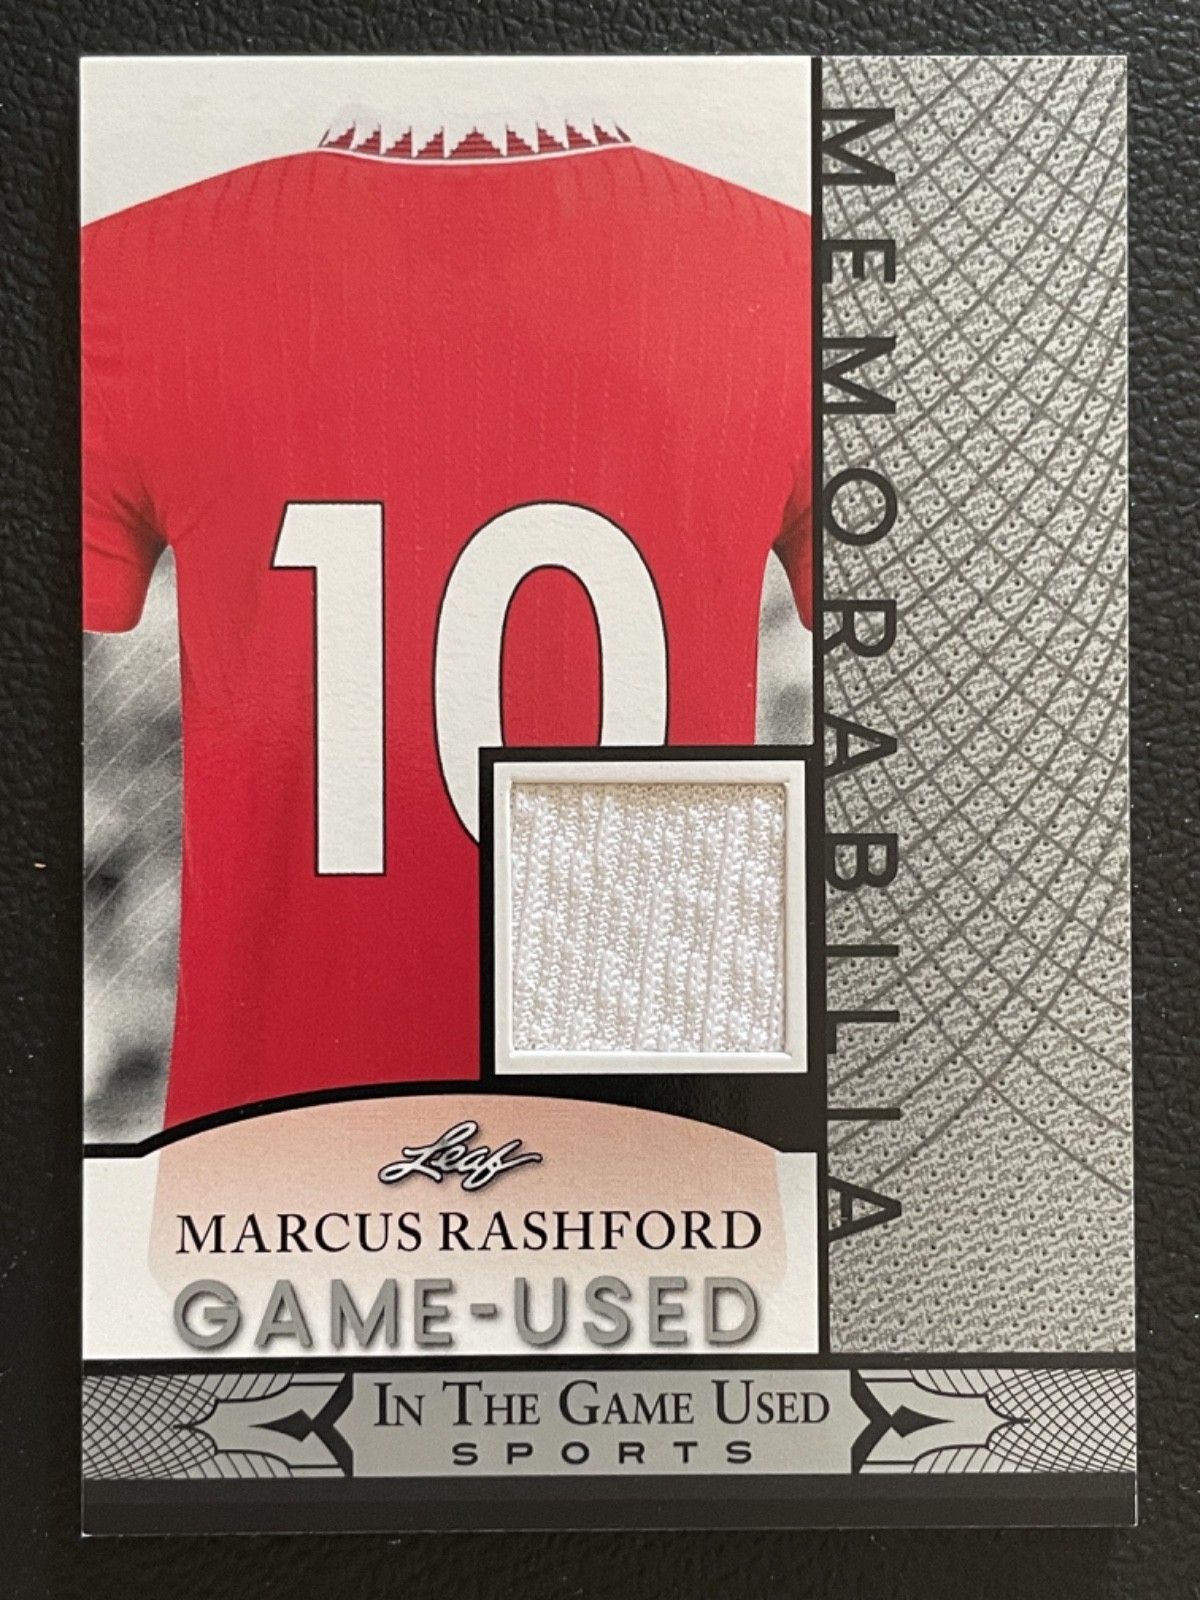 10
MEMORABILIA
Leaf
MARCUS RASHFORD
GAME-USED
IN THE GAME USED
SPORTS